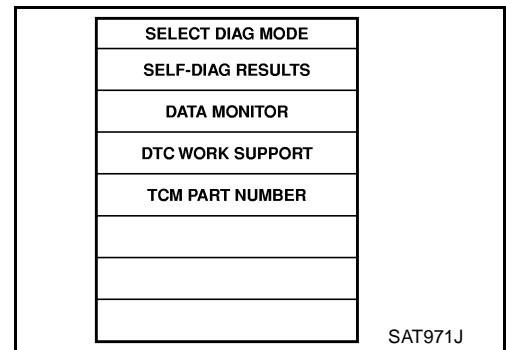 SELECT DIAG MODE
SELF-DIAG RESULTS
DATA MONITOR
DTC WORK SUPPORT
TCM PART NUMBER
SAT971J